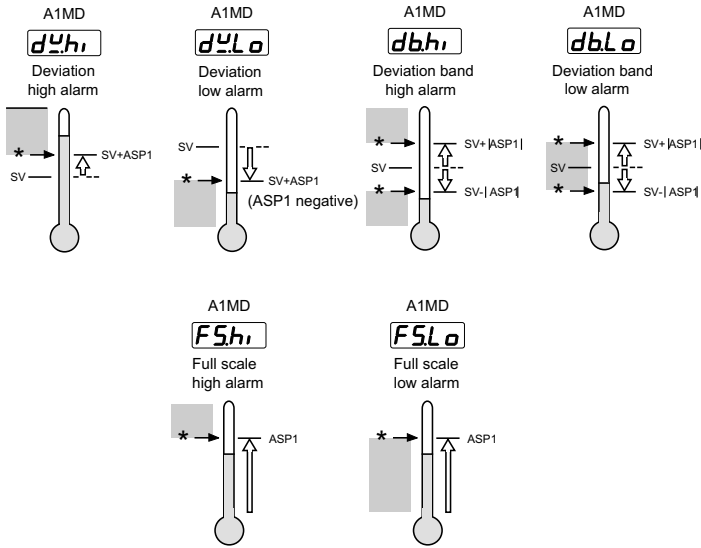 A1MD
dv.hi
Deviation
high alarm
*
SV+ASP1
SV
A1MD
dv.Lo
Deviation
low alarm
SV
*
SV+ASP1
(ASP1 negative)
A1MD
db.hi
Deviation band
high alarm
*
SV+|ASP1|
SV
*
SV-|ASP1|
A1MD
db.Lo
Deviation band
low alarm
*
SV+|ASP1|
SV
*
SV-|ASP1|
A1MD
FS.hi
Full scale
high alarm
*
ASP1
A1MD
FS.Lo
Full scale
low alarm
*
ASP1